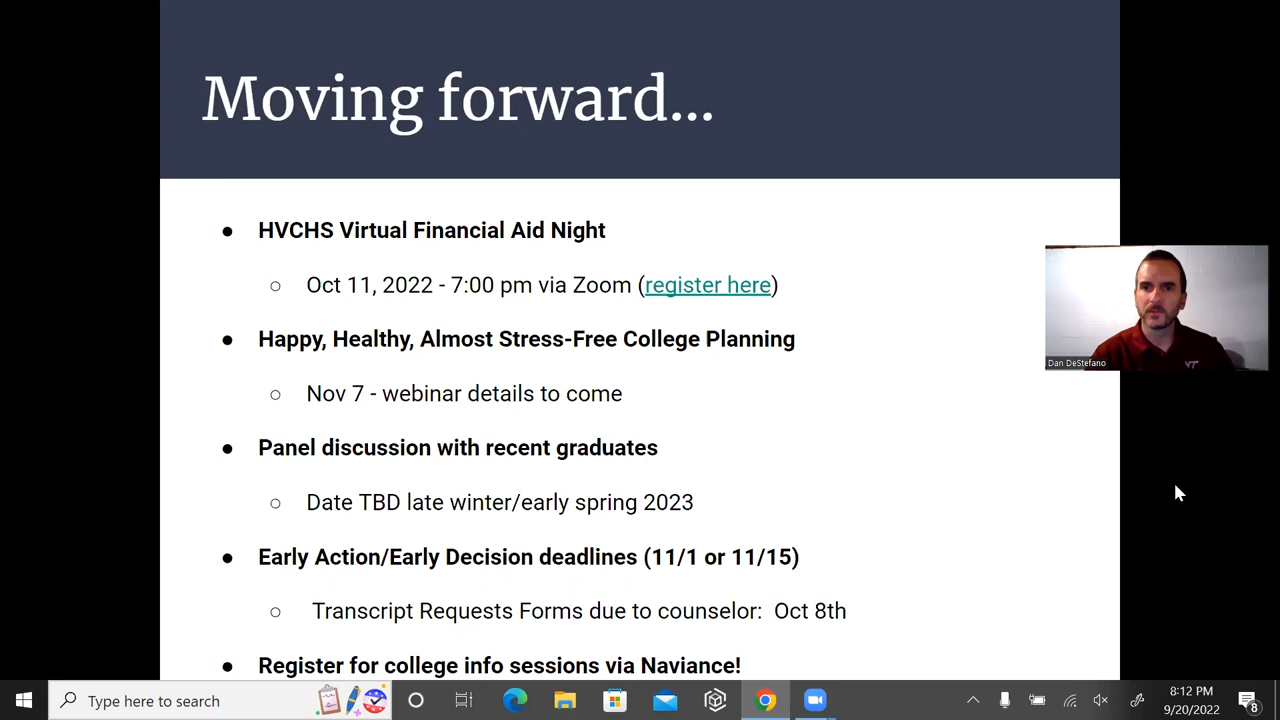 Moving forward...
● HVCHS Virtual Financial Aid Night
○ Oct 11, 2022 - 7:00 pm via Zoom (register here)
● Happy, Healthy, Almost Stress-Free College Planning
○ Nov 7 - webinar details to come
Dan DeStefano
VT
● Panel discussion with recent graduates
○ Date TBD late winter/early spring 2023
● Early Action/Early Decision deadlines (11/1 or 11/15)
○ Transcript Requests Forms due to counselor: Oct 8th
● Register for college info sessions via Naviance!
Type here to search
8:12 PM
9/20/2022
8